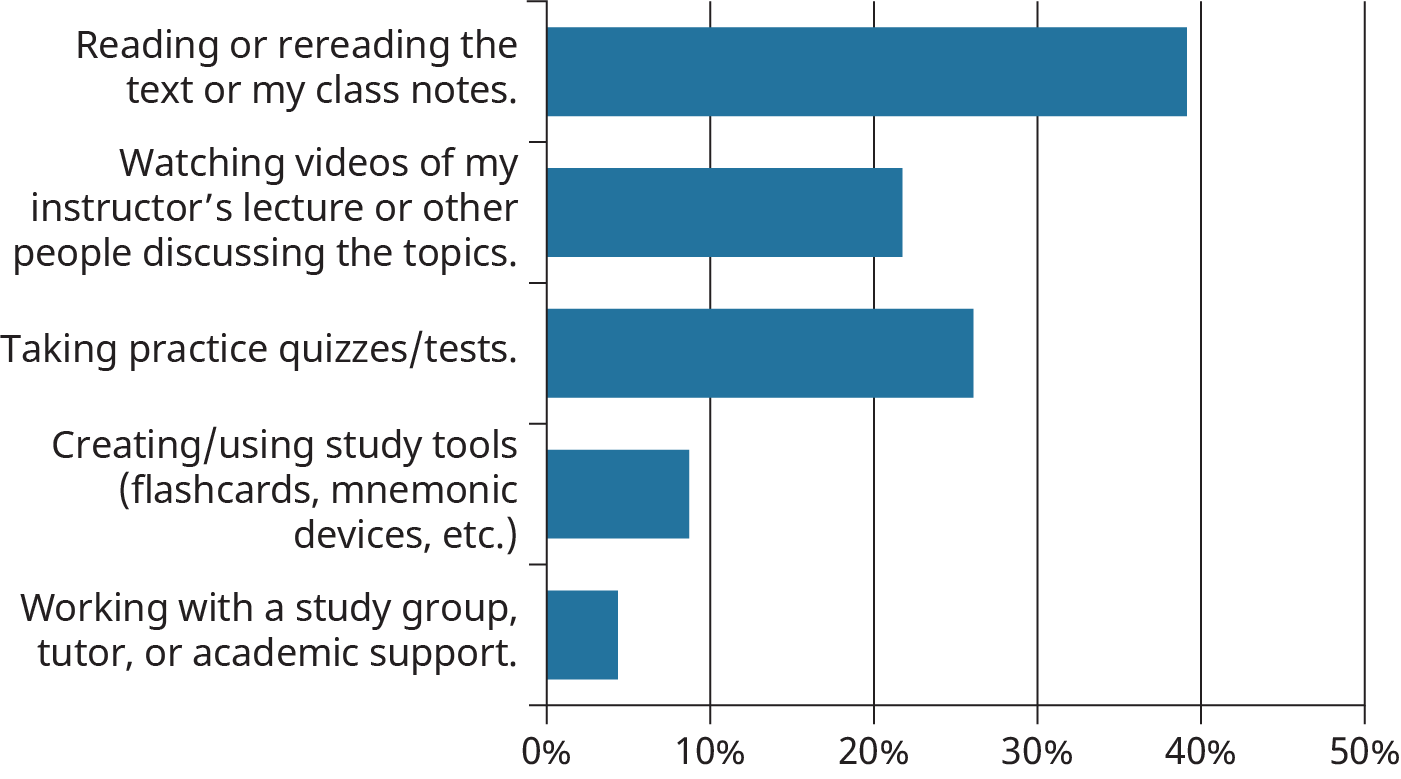 Reading or rereading the
text or my class notes.
Watching videos of my
instructor’s lecture or other
people discussing the topics.
Taking practice quizzes/tests.
Creating/using study tools
(flashcards, mnemonic
devices, etc.)
Working with a study group,
tutor, or academic support.
0% 10% 20% 30% 40% 50%